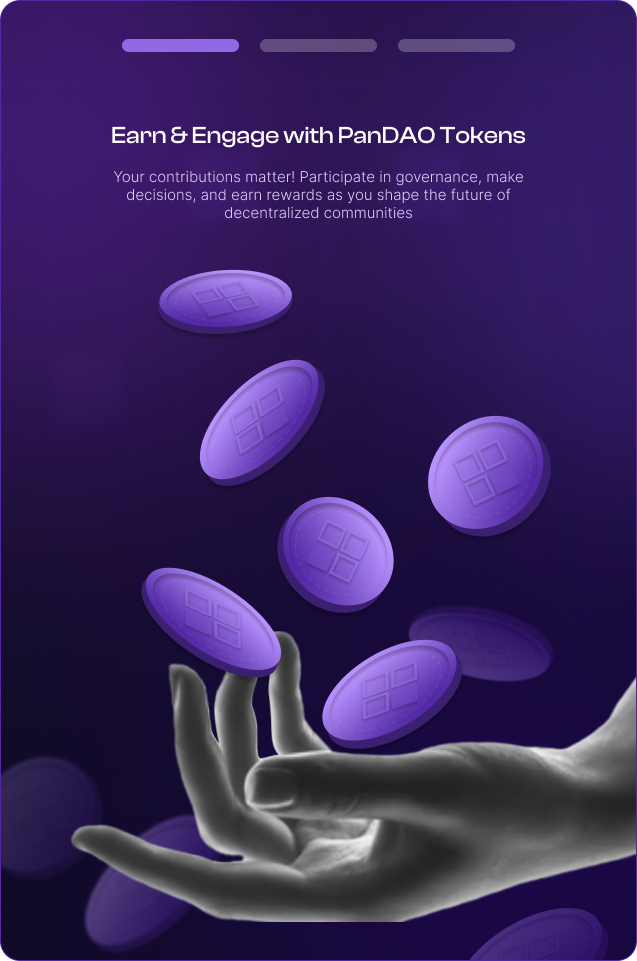 Earn & Engage with PanDAO Tokens
Your contributions matter! Participate in governance, make
decisions, and earn rewards as you shape the future of
decentralized communities